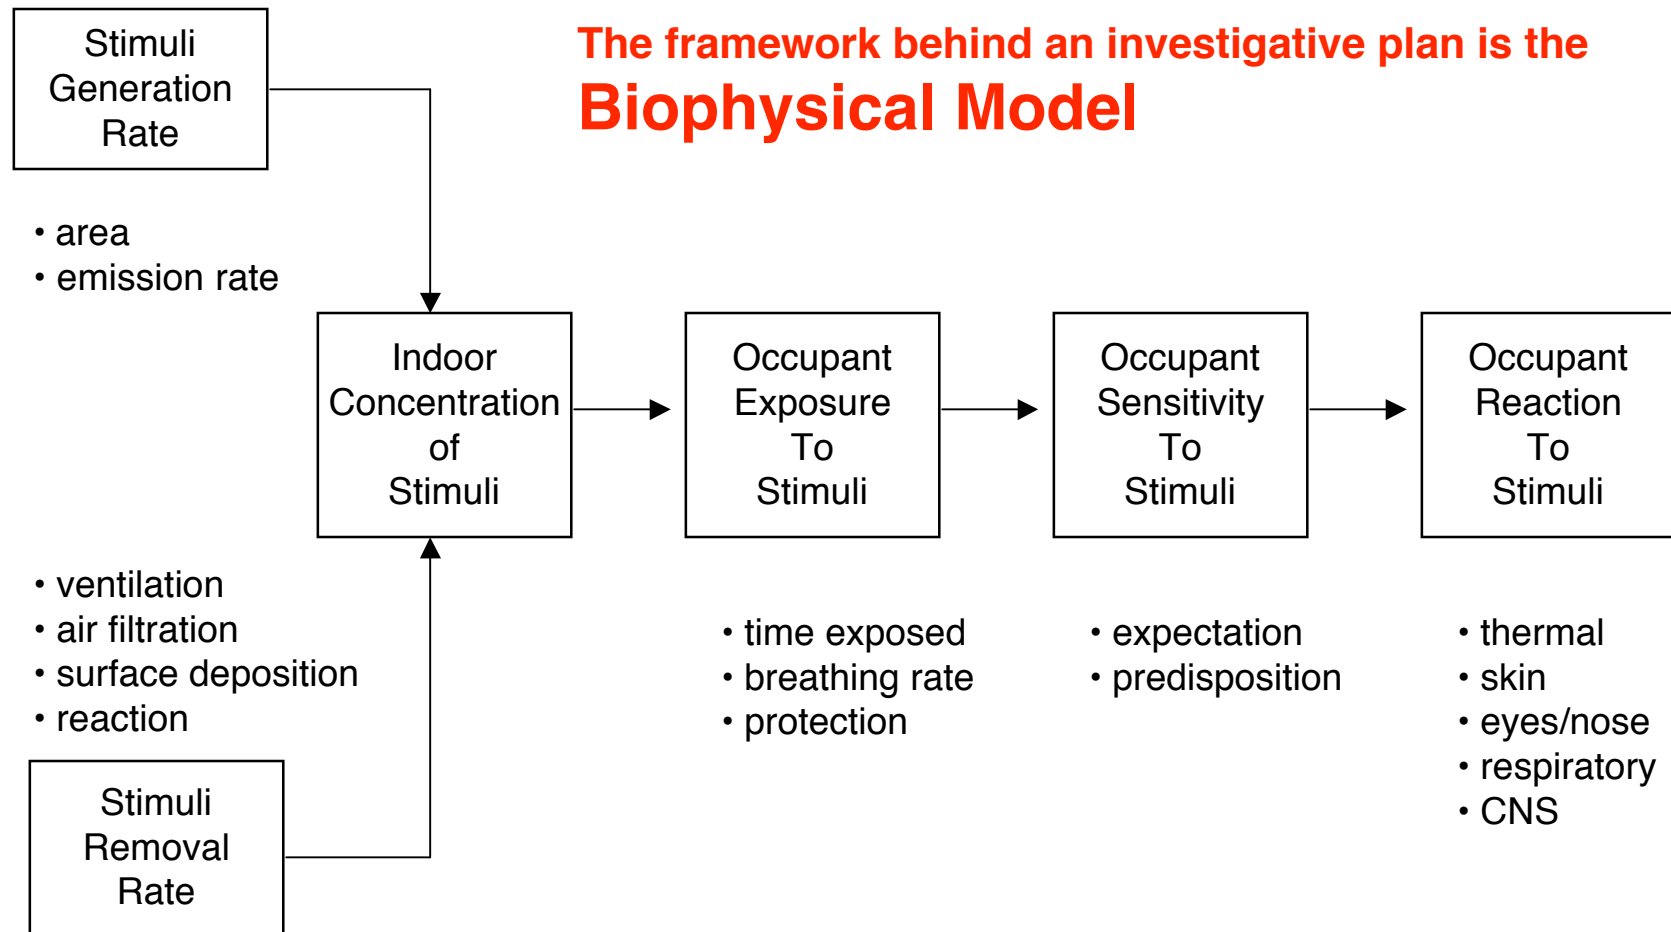 Stimuli
Generation
Rate
The framework behind an investigative plan is the
Biophysical Model
• area
• emission rate
Indoor
Concentration
of
Stimuli
Occupant
Exposure
To
Stimuli
Occupant
Sensitivity
To
Stimuli
Occupant
Reaction
To
Stimuli
• ventilation
• air filtration
• surface deposition
• reaction
• time exposed
• breathing rate
• protection
• expectation
• predisposition
• thermal
• skin
• eyes/nose
• respiratory
• CNS
Stimuli
Removal
Rate